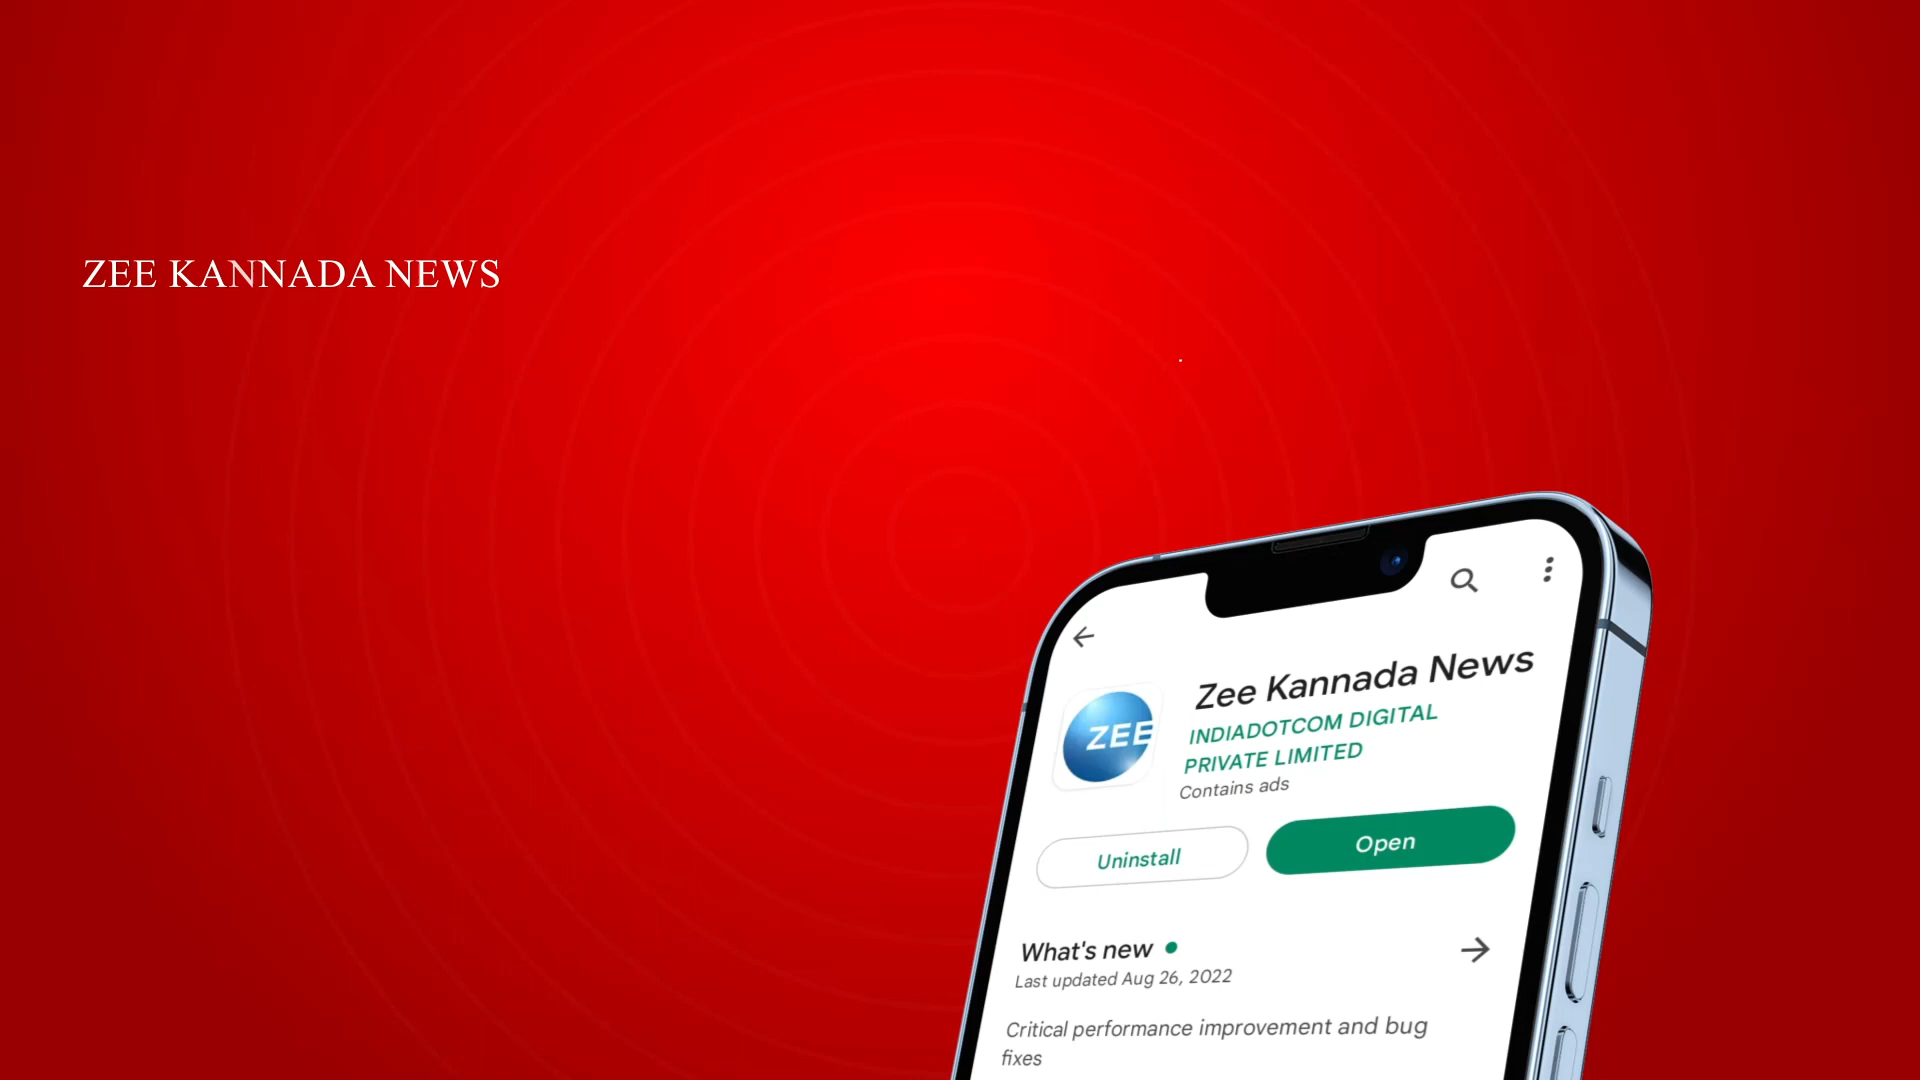 ZEE KANNADA NEWS
Zee Kannada News
ZEE
INDIADOTCOM DIGITAL
PRIVATE LIMITED
Contains ads
Uninstall
Open
What's new
Last updated Aug 26, 2022
Critical performance improvement and bug
fixes